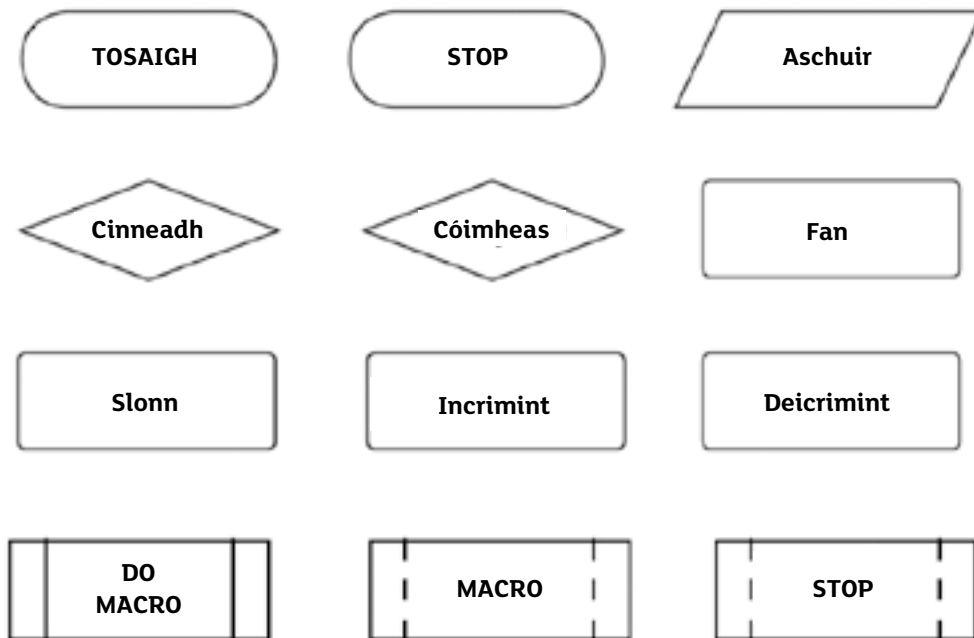 TOSAIGH
STOP
Aschuir
Cinneadh
Cóimheas
Fan
Slonn
Incrimint
Deicrimint
DO
MACRO
MACRO
STOP